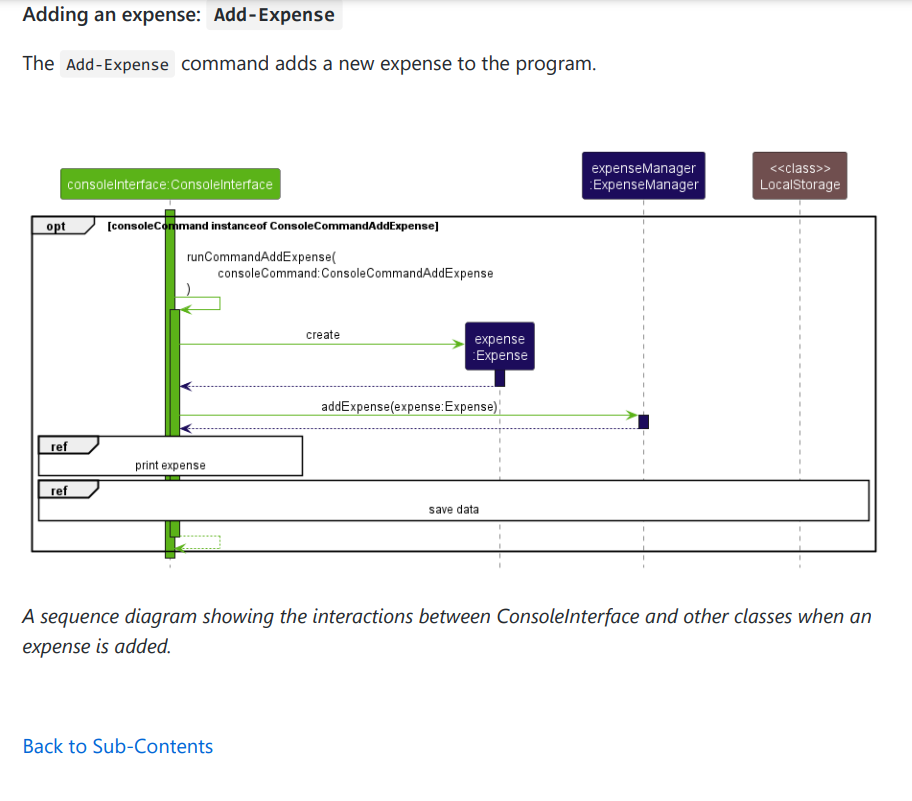 Adding an expense: Add-Expense
The Add-Expense command adds a new expense to the program.
consoleInterface:ConsoleInterface
expenseManager
:ExpenseManager
<<class>>
LocalStorage
opt
[consoleCommand instanceof ConsoleCommandAddExpense]
runCommandAddExpense(
consoleCommand:ConsoleCommandAddExpense
)
create
expense
:Expense
addExpense(expense:Expense)
ref
print expense
ref
save data
A sequence diagram showing the interactions between ConsoleInterface and other classes when an
expense is added.
Back to Sub-Contents